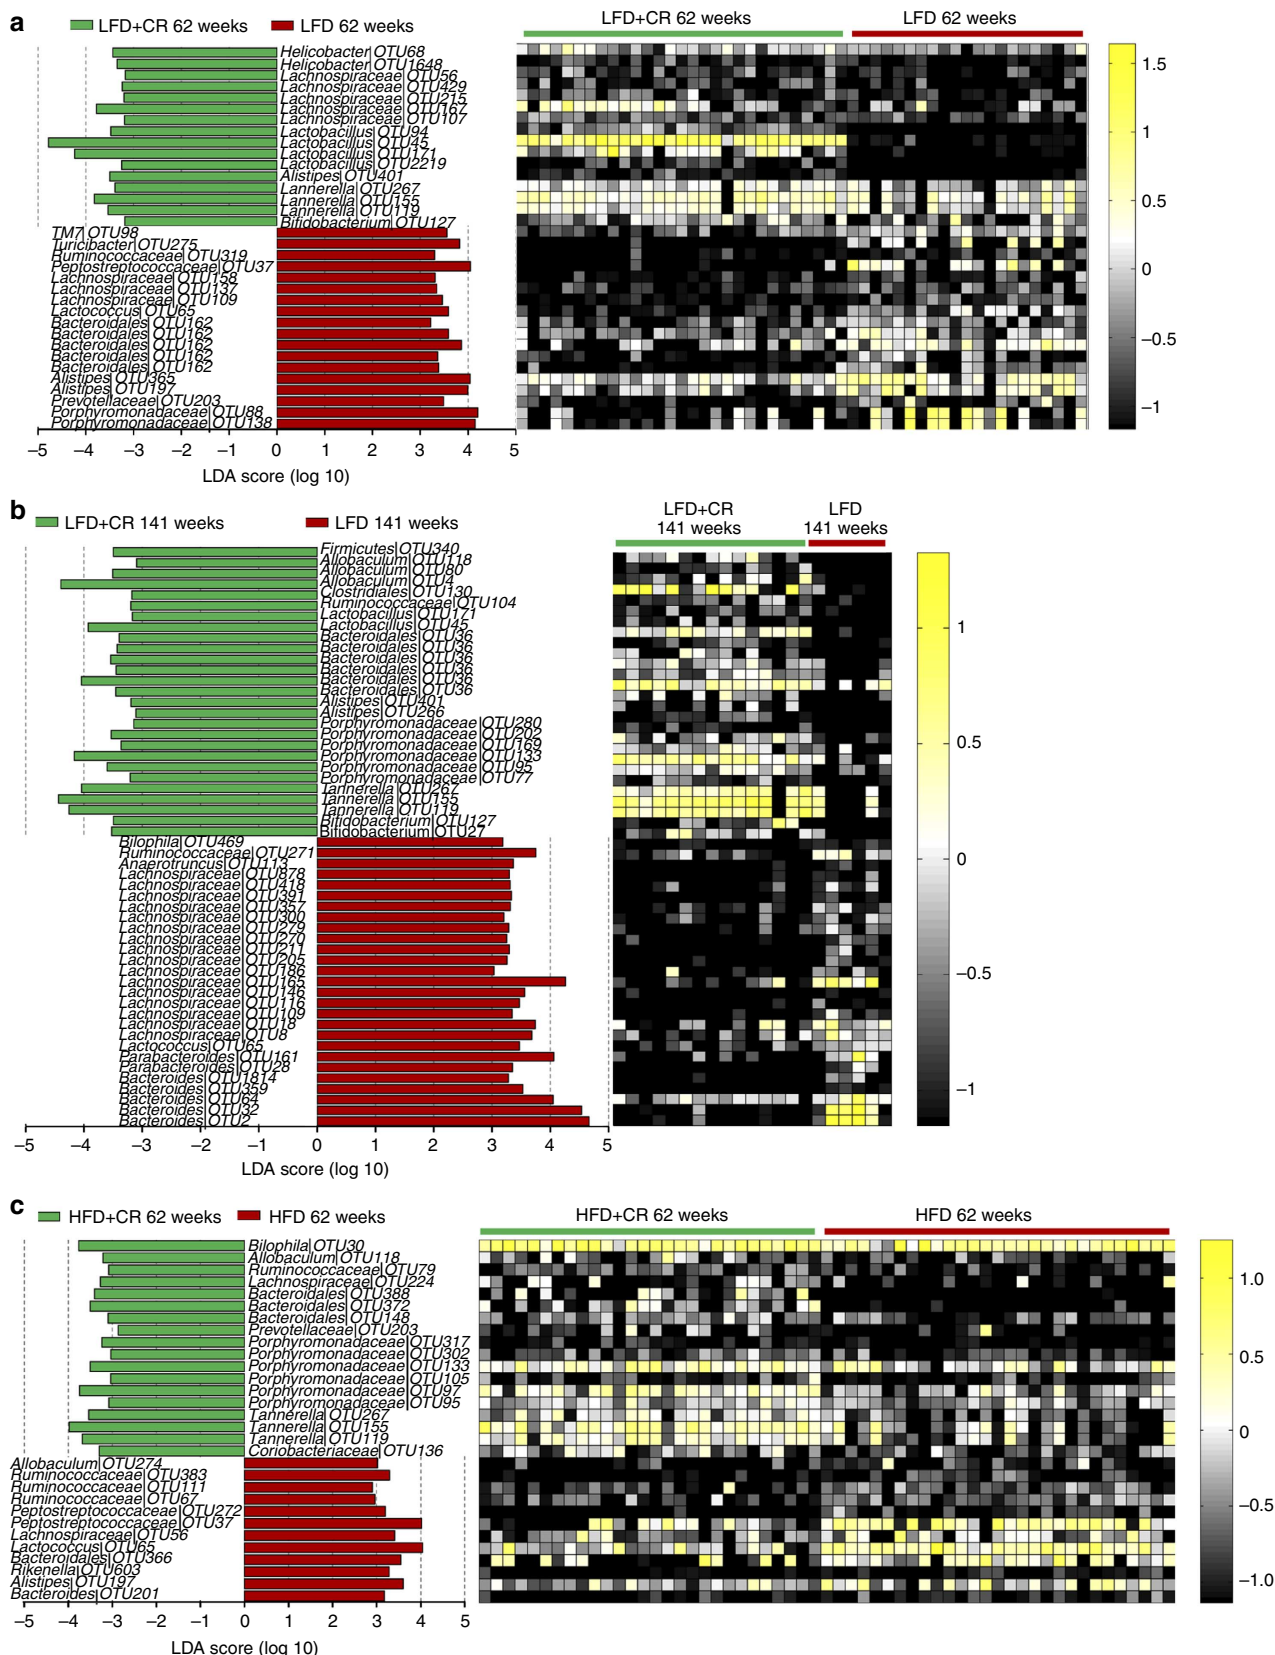 a
LFD+CR 62 weeks
LFD 62 weeks
LFD+CR 62 weeks
LFD 62 weeks
Helicobacter|OTU68
Helicobacter|OTU1648
Lachnospiraceae|OTU56
Lachnospiraceae|OTU429
Lachnospiraceae|OTU215
Lachnospiraceae|OTU167
Lachnospiraceae|OTU107
Lactobacillus|OTU94
Lactobacillus|OTU45
Lactobacillus|OTU171
Lactobacillus|OTU2219
Alistipes|OTU401
Lannerella|OTU267
Lannerella|OTU155
Lannerella|OTU119
Bifidobacterium|OTU127
TM7|OTU98
Turicibacter|OTU275
Ruminococcaceae|OTU319
Peptostreptococcaceae|OTU37
Lachnospiraceae|OTU158
Lachnospiraceae|OTU137
Lachnospiraceae|OTU109
Lactococcus|OTU65
Bacteroidales|OTU162
Bacteroidales|OTU162
Bacteroidales|OTU162
Bacteroidales|OTU162
Bacteroidales|OTU162
Alistipes|OTU365
Alistipes|OTU197
Prevotellaceae|OTU203
Porphyromonadaceae|OTU88
Porphyromonadaceae|OTU138
−5 −4 −3 −2 −1 0 1 2 3 4 5
LDA score (log 10)
1.5
1
0.5
0
−0.5
−1
b
LFD+CR 141 weeks
LFD 141 weeks
LFD+CR
141 weeks
LFD
141 weeks
Firmicutes|OTU340
Allobaculum|OTU118
Allobaculum|OTU80
Allobaculum|OTU4
Clostridiales|OTU130
Ruminococcaceae|OTU104
Lactobacillus|OTU171
Lactobacillus|OTU45
Bacteroidales|OTU36
Bacteroidales|OTU36
Bacteroidales|OTU36
Bacteroidales|OTU36
Bacteroidales|OTU36
Bacteroidales|OTU36
Alistipes|OTU401
Alistipes|OTU266
Porphyromonadaceae|OTU280
Porphyromonadaceae|OTU202
Porphyromonadaceae|OTU169
Porphyromonadaceae|OTU133
Porphyromonadaceae|OTU95
Porphyromonadaceae|OTU77
Tannerella|OTU267
Tannerella|OTU155
Tannerella|OTU119
Bifidobacterium|OTU127
Bifidobacterium|OTU27
Bilophila|OTU469
Ruminococcaceae|OTU271
Anaerotruncus|OTU113
Lachnospiraceae|OTU878
Lachnospiraceae|OTU418
Lachnospiraceae|OTU391
Lachnospiraceae|OTU357
Lachnospiraceae|OTU300
Lachnospiraceae|OTU279
Lachnospiraceae|OTU270
Lachnospiraceae|OTU211
Lachnospiraceae|OTU205
Lachnospiraceae|OTU186
Lachnospiraceae|OTU165
Lachnospiraceae|OTU146
Lachnospiraceae|OTU116
Lachnospiraceae|OTU109
Lachnospiraceae|OTU18
Lachnospiraceae|OTU8
Lactococcus|OTU65
Parabacteroides|OTU161
Parabacteroides|OTU28
Bacteroides|OTU1814
Bacteroides|OTU359
Bacteroides|OTU64
Bacteroides|OTU32
Bacteroides|OTU2
−5 −4 −3 −2 −1 0 1 2 3 4 5
LDA score (log 10)
1
0.5
0
−0.5
−1
c
HFD+CR 62 weeks
HFD 62 weeks
HFD+CR 62 weeks
HFD 62 weeks
Bilophila|OTU30
Allobaculum|OTU118
Ruminococcaceae|OTU79
Lachnospiraceae|OTU224
Bacteroidales|OTU388
Bacteroidales|OTU372
Bacteroidales|OTU148
Prevotellaceae|OTU203
Porphyromonadaceae|OTU317
Porphyromonadaceae|OTU302
Porphyromonadaceae|OTU133
Porphyromonadaceae|OTU105
Porphyromonadaceae|OTU97
Porphyromonadaceae|OTU95
Tannerella|OTU267
Tannerella|OTU155
Tannerella|OTU119
Coriobacteriaceae|OTU136
Allobaculum|OTU274
Ruminococcaceae|OTU383
Ruminococcaceae|OTU111
Ruminococcaceae|OTU67
Peptostreptococcaceae|OTU272
Peptostreptococcaceae|OTU37
Lachnospiraceae|OTU56
Lactococcus|OTU65
Bacteroidales|OTU366
Rikenella|OTU603
Alistipes|OTU197
Bacteroides|OTU201
−5 −4 −3 −2 −1 0 1 2 3 4 5
LDA score (log 10)
1.0
0.5
0
−0.5
−1.0